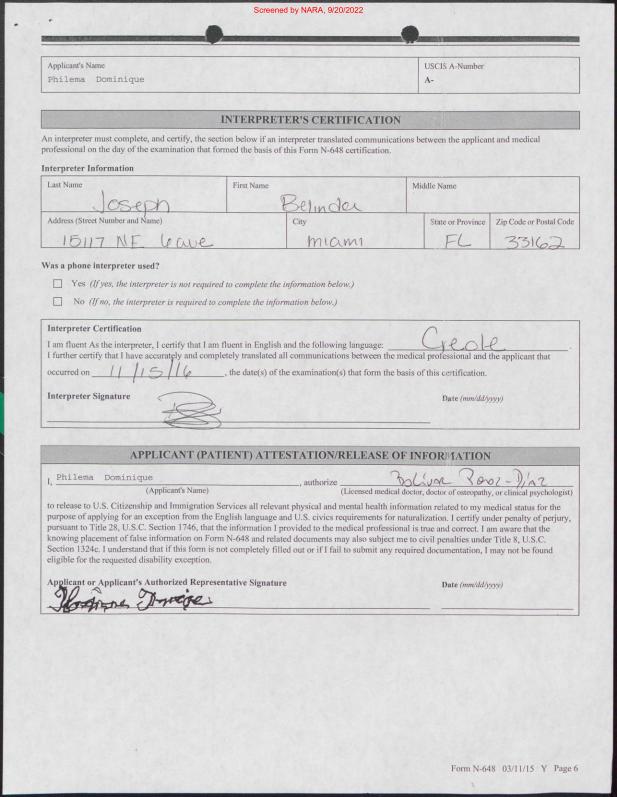 Screened by NARA, 9/20/2022
Applicant's Name
USCIS A-Number
Philema Dominique
A-
INTERPRETER'S CERTIFICATION
An interpreter must complete, and certify, the section below if an interpreter translated communications between the applicant and medical
professional on the day of the examination that formed the basis of this Form N-648 certification.
Interpreter Information
Last Name
First Name
Middle Name
Joseph
Belinda
Address (Street Number and Name)
City
State or Province
Zip Code or Postal Code
15117 NE 6 ave
miami
FL
33162
Was a phone interpreter used?
Yes (If yes, the interpreter is not required to complete the information below.)
No (If no, the interpreter is required to complete the information below.)
Interpreter Certification
I am fluent As the interpreter, I certify that I am fluent in English and the following language: Creole.
I further certify that I have accurately and completely translated all communications between the medical professional and the applicant that
occurred on 11/15/16, the date(s) of the examination(s) that form the basis of this certification.
Interpreter Signature
Date (mm/dd/yyyy)
APPLICANT (PATIENT) ATTESTATION/RELEASE OF INFORMATION
I, Philema Dominique, authorize Bolivar
(Applicant's Name)
(Licensed medical doctor, doctor of osteopathy, or clinical psychologist)
to release to U.S. Citizenship and Immigration Services all relevant physical and mental health information related to my medical status for the
purpose of applying for an exception from the English language and U.S. civics requirements for naturalization. I certify under penalty of perjury,
pursuant to Title 28, U.S.C. Section 1746, that the information I provided to the medical professional is true and correct. I am aware that the
knowing placement of false information on Form N-648 and related documents may also subject me to civil penalties under Title 8, U.S.C.
Section 1324c. I understand that if this form is not completely filled out or if I fail to submit any required documentation, I may not be found
eligible for the requested disability exception.
Applicant or Applicant's Authorized Representative Signature
Date (mm/dd/yyyy)
Form N-648 03/11/15 Y Page 6